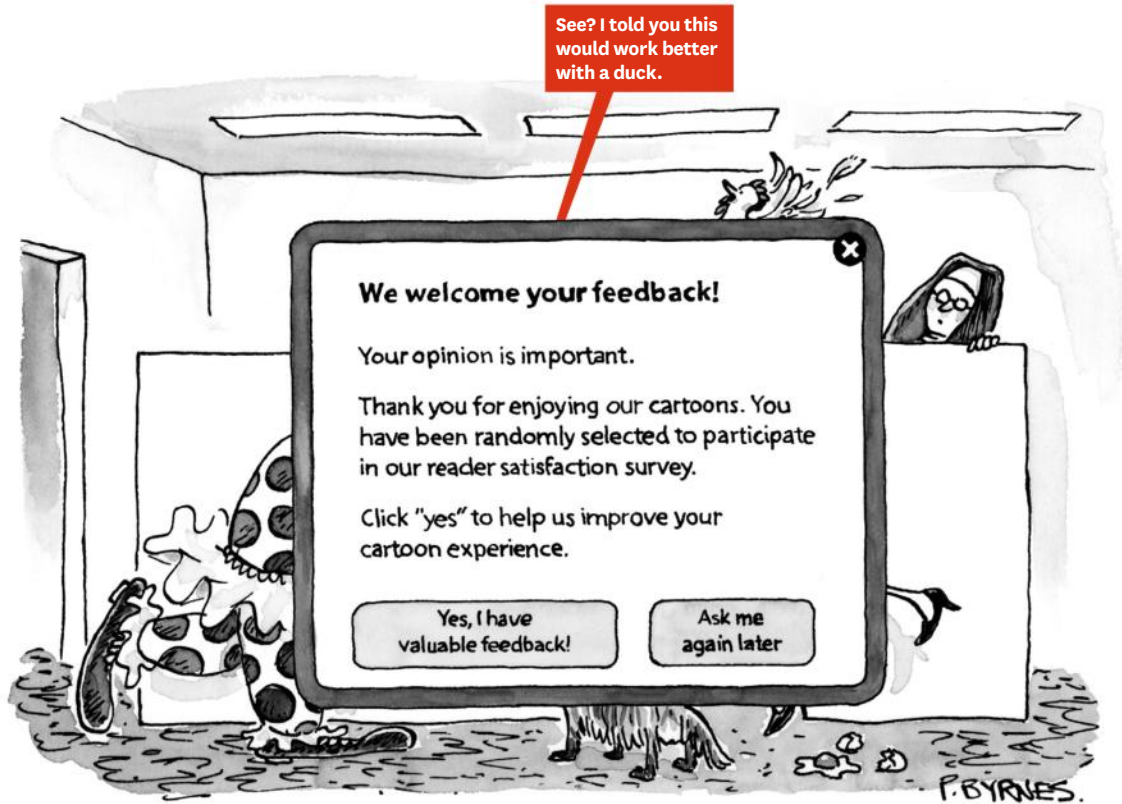 See? I told you this
would work better
with a duck.
We welcome your feedback!
Your opinion is important.
Thank you for enjoying our cartoons. You
have been randomly selected to participate
in our reader satisfaction survey.
Click "yes" to help us improve your
cartoon experience.
Yes, I have
valuable feedback!
Ask me
again later
P. BYRNES.